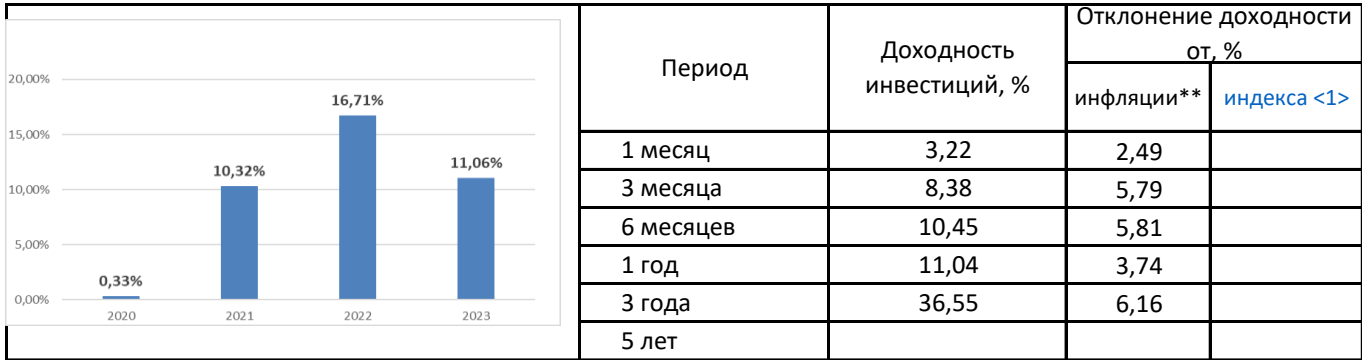 20,00%
15,00%
10,00%
5,00%
0,00%
0,33%
10,32%
16,71%
11,06%
2020 2021 2022 2023
Период
Доходность
инвестиций, %
Отклонение доходности
от, %
инфляции** индекса <1>
1 месяц 3,22 2,49
3 месяца 8,38 5,79
6 месяцев 10,45 5,81
1 год 11,04 3,74
3 года 36,55 6,16
5 лет